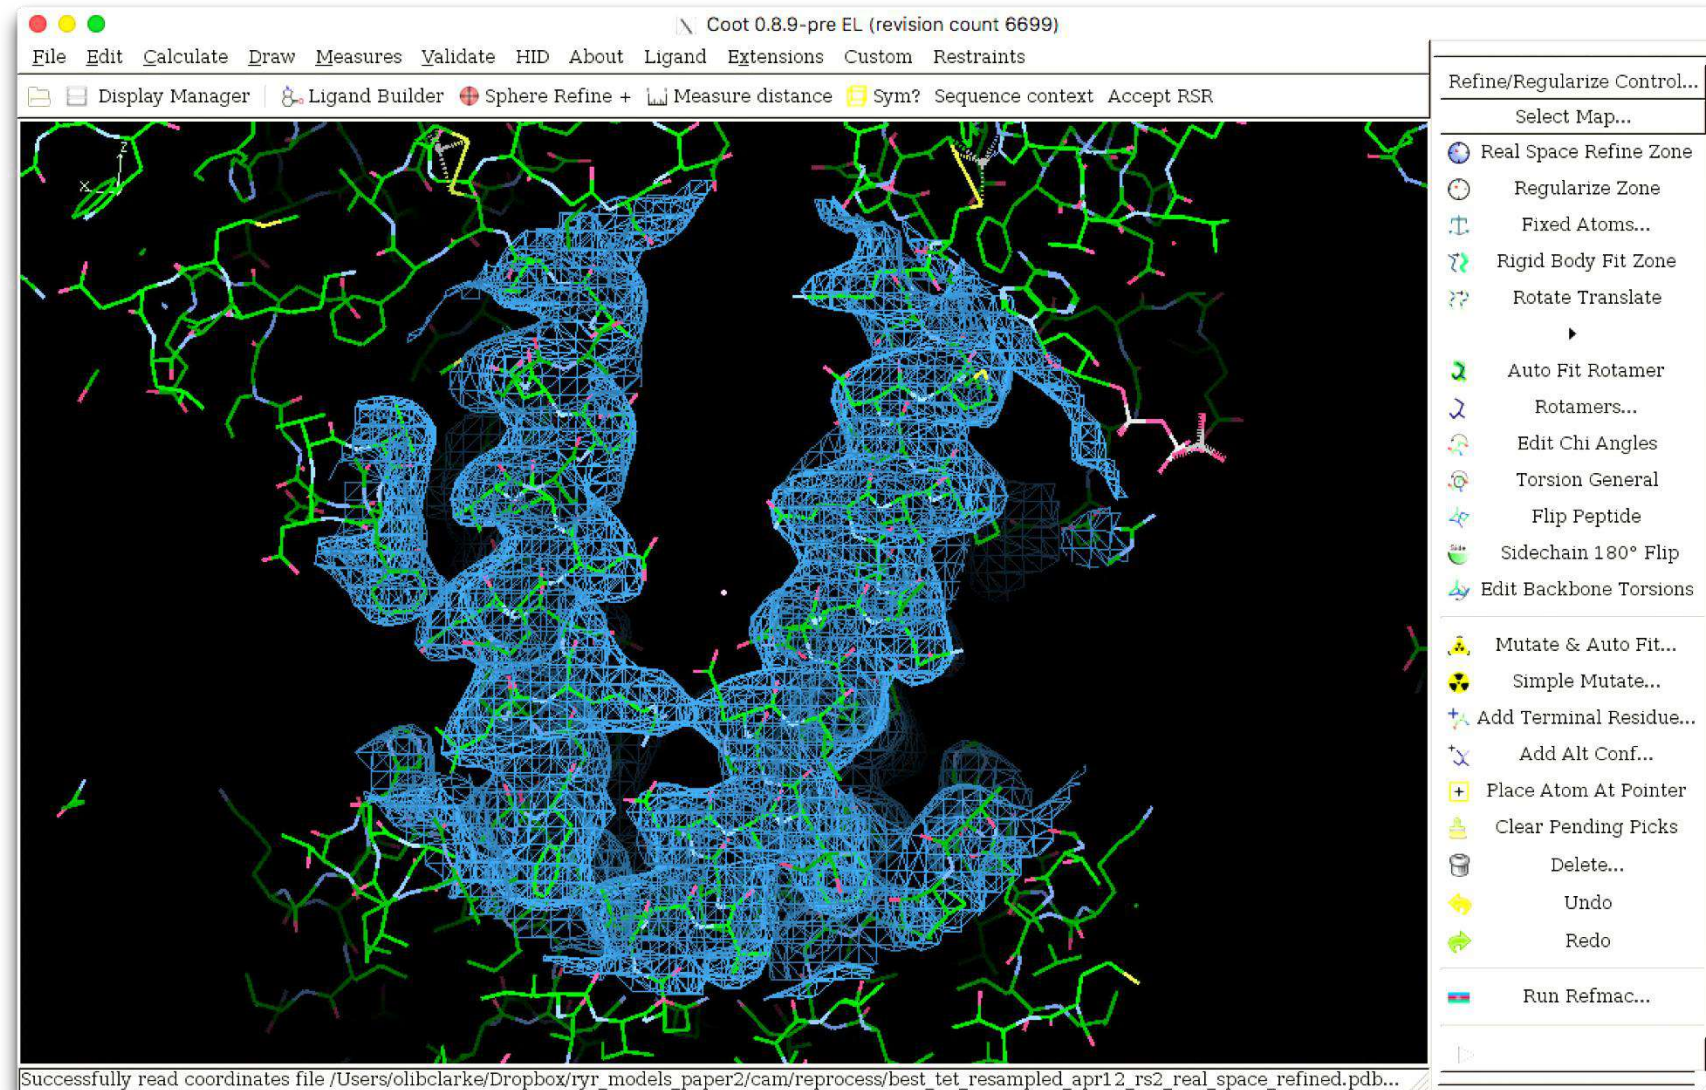 Coot 0.8.9-pre EL (revision count 6699)
File Edit Calculate Draw Measures Validate HID About Ligand Extensions Custom Restraints
Display Manager Ligand Builder Sphere Refine + Measure distance Sym? Sequence context Accept RSR
Refine/Regularize Control...
Select Map...
Real Space Refine Zone
Regularize Zone
Fixed Atoms...
Rigid Body Fit Zone
Rotate Translate
Auto Fit Rotamer
Rotamers...
Edit Chi Angles
Torsion General
Flip Peptide
Side
Sidechain 180° Flip
Edit Backbone Torsions
Mutate & Auto Fit...
Simple Mutate...
Add Terminal Residue...
Add Alt Conf...
Place Atom At Pointer
Clear Pending Picks
Delete...
Undo
Redo
Run Refmac...
z
x
Successfully read coordinates file /Users/olibclarke/Dropbox/ryr_models_paper2/cam/reprocess/best_tet_resampled_apr12_rs2_real_space_refined.pdb...